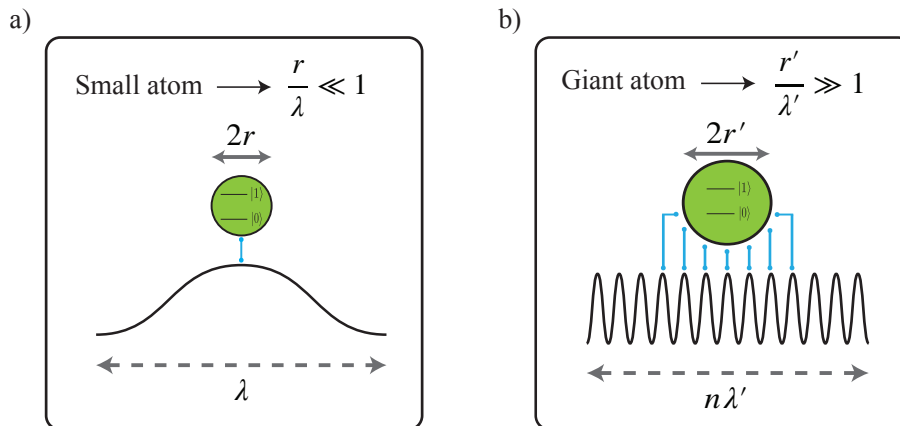 a)
Small atom ⟶ r/λ ≪ 1
2r
|1⟩
|0⟩
λ
b)
Giant atom ⟶ r′/λ′ ≫ 1
2r′
|1⟩
|0⟩
nλ′